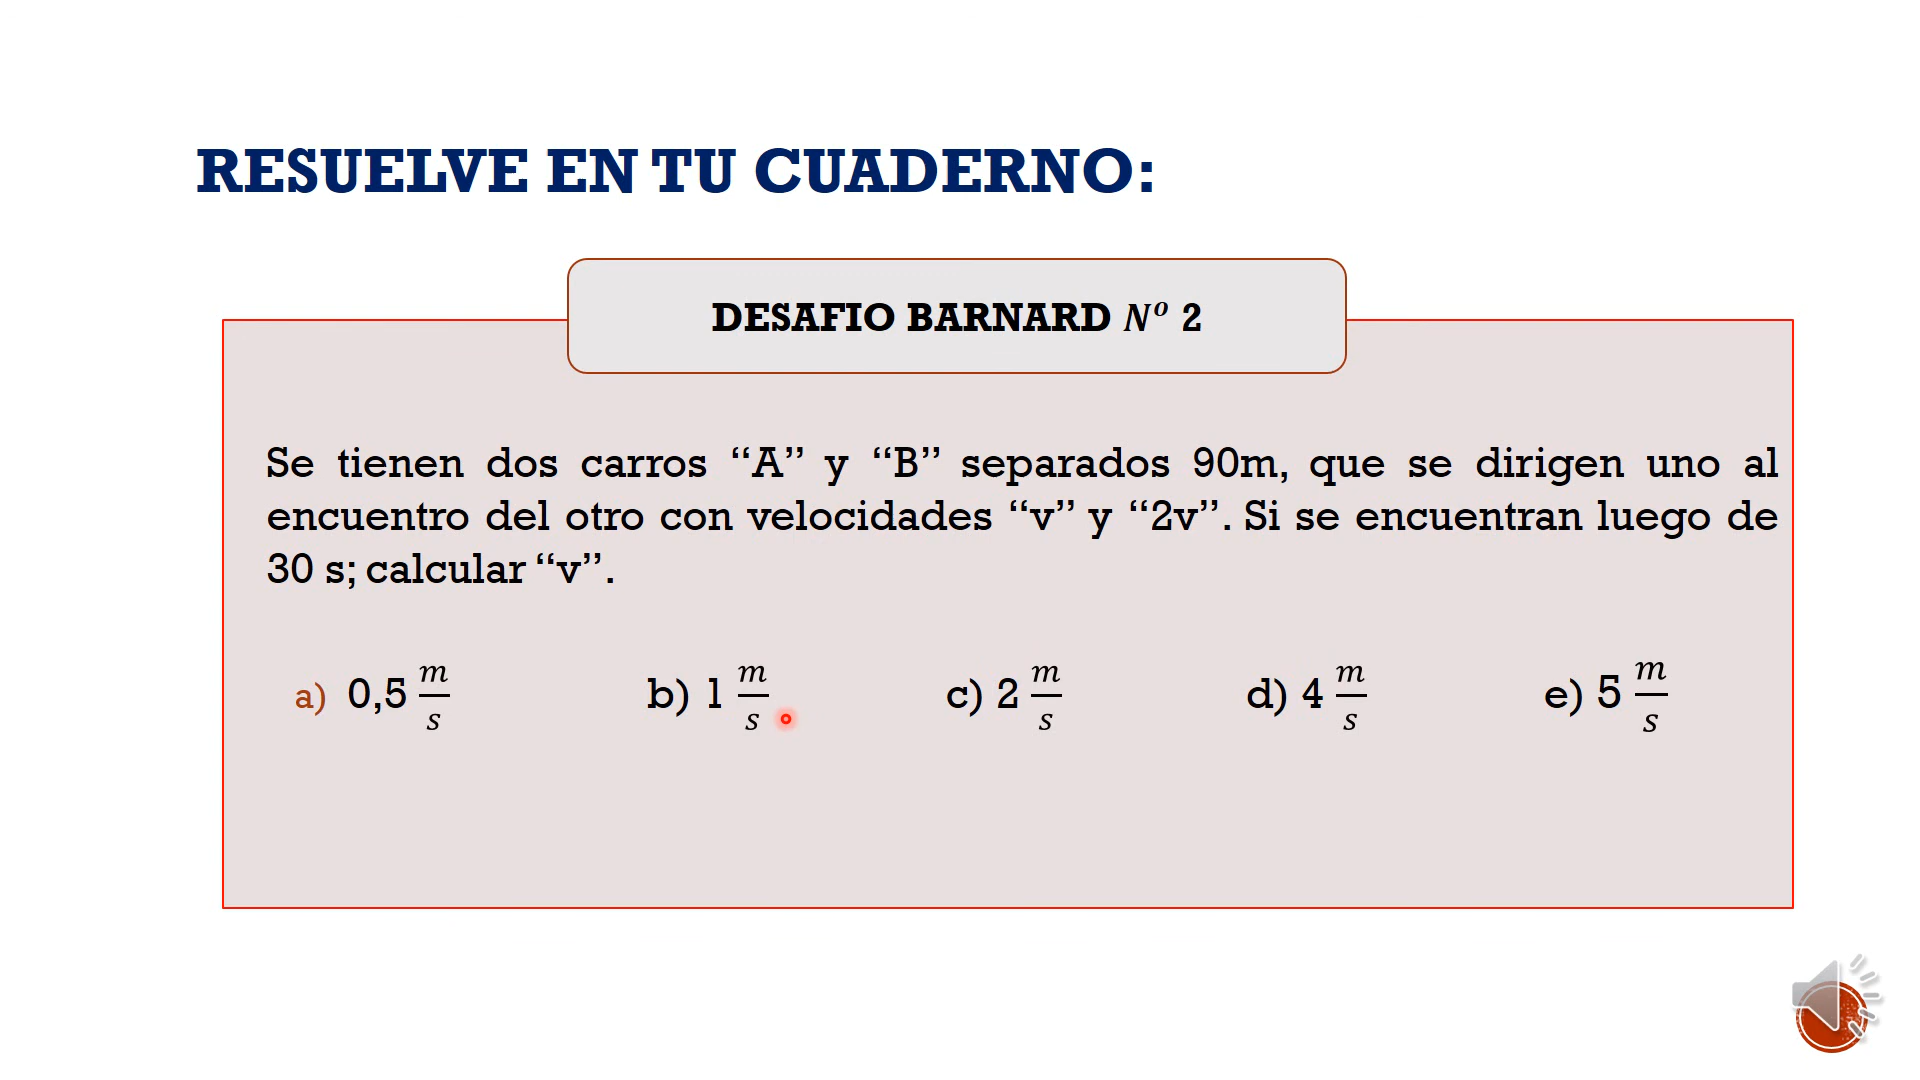 RESUELVE EN TU CUADERNO:
DESAFIO BARNARD Nº 2
Se tienen dos carros “A” y “B” separados 90m, que se dirigen uno al
encuentro del otro con velocidades “v” y “2v”. Si se encuentran luego de
30 s; calcular “v”.
a) 0,5 m/s b) 1 m/s c) 2 m/s d) 4 m/s e) 5 m/s